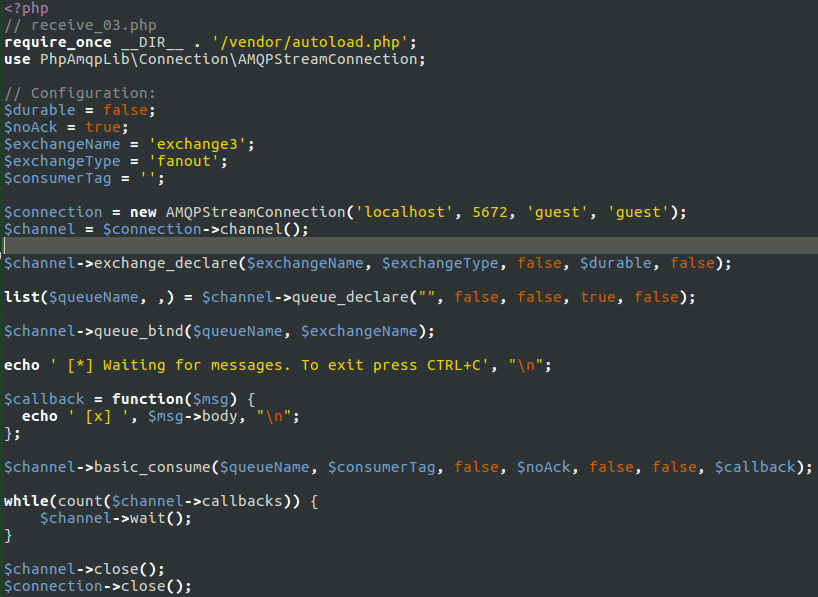 <?php
// receive_03.php
require_once __DIR__ . '/vendor/autoload.php';
use PhpAmqpLib\Connection\AMQPStreamConnection;

// Configuration:
$durable = false;
$noAck = true;
$exchangeName = 'exchange3';
$exchangeType = 'fanout';
$consumerTag = '';

$connection = new AMQPStreamConnection('localhost', 5672, 'guest', 'guest');
$channel = $connection->channel();

$channel->exchange_declare($exchangeName, $exchangeType, false, $durable, false);

list($queueName, ,) = $channel->queue_declare("", false, false, true, false);

$channel->queue_bind($queueName, $exchangeName);

echo ' [*] Waiting for messages. To exit press CTRL+C', "\n";

$callback = function($msg) {
  echo ' [x] ', $msg->body, "\n";
};

$channel->basic_consume($queueName, $consumerTag, false, $noAck, false, false, $callback);

while(count($channel->callbacks)) {
    $channel->wait();
}

$channel->close();
$connection->close();